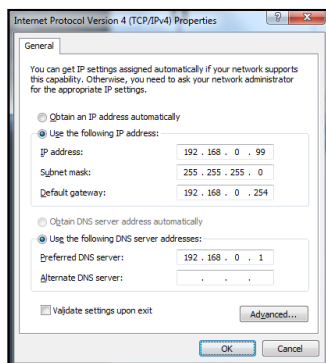 Internet Protocol Version 4 (TCP/IPv4) Properties
General
You can get IP settings assigned automatically if your network supports
this capability. Otherwise, you need to ask your network administrator
for the appropriate IP settings.
Obtain an IP address automatically
Use the following IP address:
IP address: 192 . 168 . 0 . 99
Subnet mask: 255 . 255 . 255 . 0
Default gateway: 192 . 168 . 0 . 254
Obtain DNS server address automatically
Use the following DNS server addresses:
Preferred DNS server: 192 . 168 . 0 . 1
Alternate DNS server: . . .
Validate settings upon exit
Advanced...
OK Cancel